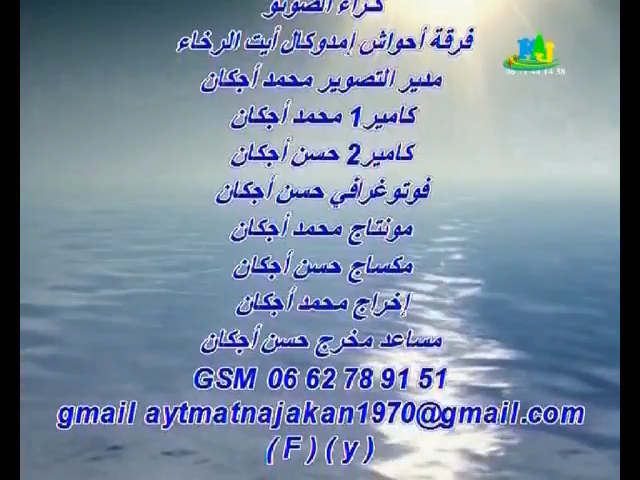 كراء الصونو
فرقة أحواش إمدوكال أيت الرخاء
مدير التصوير محمد أجكان
كامير1 محمد أجكان
كامير2 حسن أجكان
فوتوغرافي حسن أجكان
مونتاج محمد أجكان
مكساج حسن أجكان
إخراج محمد أجكان
مساعد مخرج حسن أجكان
GSM 06 62 78 91 51
gmail aytmatnajakan1970@gmail.com
( F ) ( y )